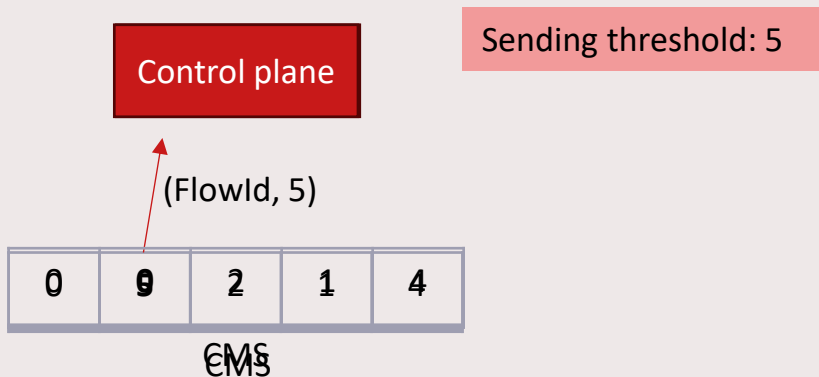 Sending threshold: 5
Control plane
(FlowId, 5)
0 2 1 4
CMS